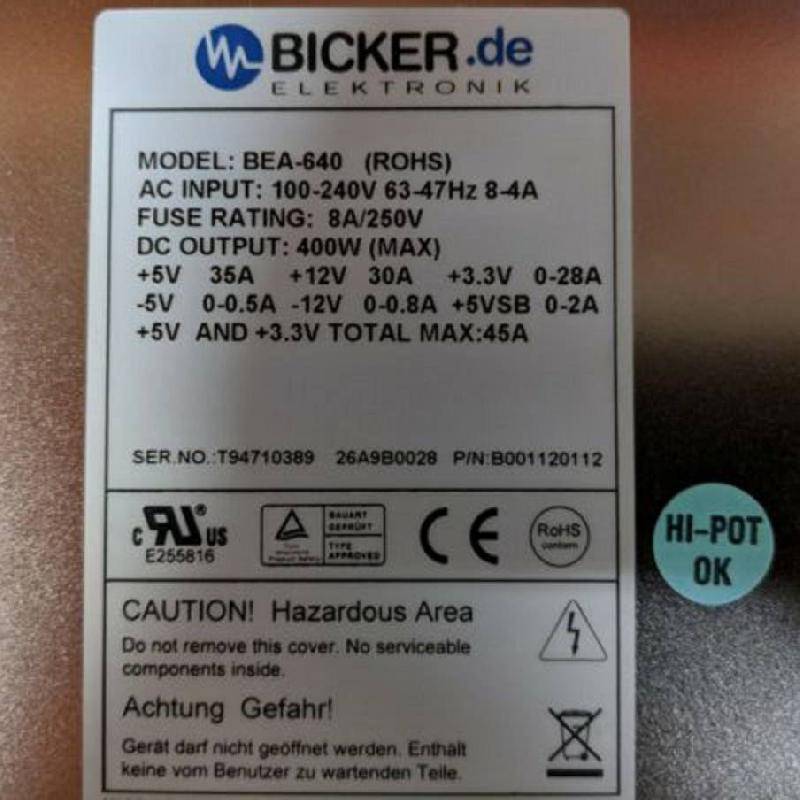 BICKER.de
ELEKTRONIK
MODEL: BEA-640 (ROHS)
AC INPUT: 100-240V 63-47Hz 8-4A
FUSE RATING: 8A/250V
DC OUTPUT: 400W (MAX)
+5V 35A +12V 30A +3.3V 0-28A
-5V 0-0.5A -12V 0-0.8A +5VSB 0-2A
+5V AND +3.3V TOTAL MAX:45A
SER.NO.:T94710389 26A9B0028 P/N:B001120112
c RU® US
E255816
BAUART
GEPRÜFT
TYPE
APPROVED
CE
RoHS
conform
HI-POT
OK
CAUTION! Hazardous Area
Do not remove this cover. No serviceable
components inside.
Achtung Gefahr!
Gerät darf nicht geöffnet werden. Enthält
keine vom Benutzer zu wartenden Teile.